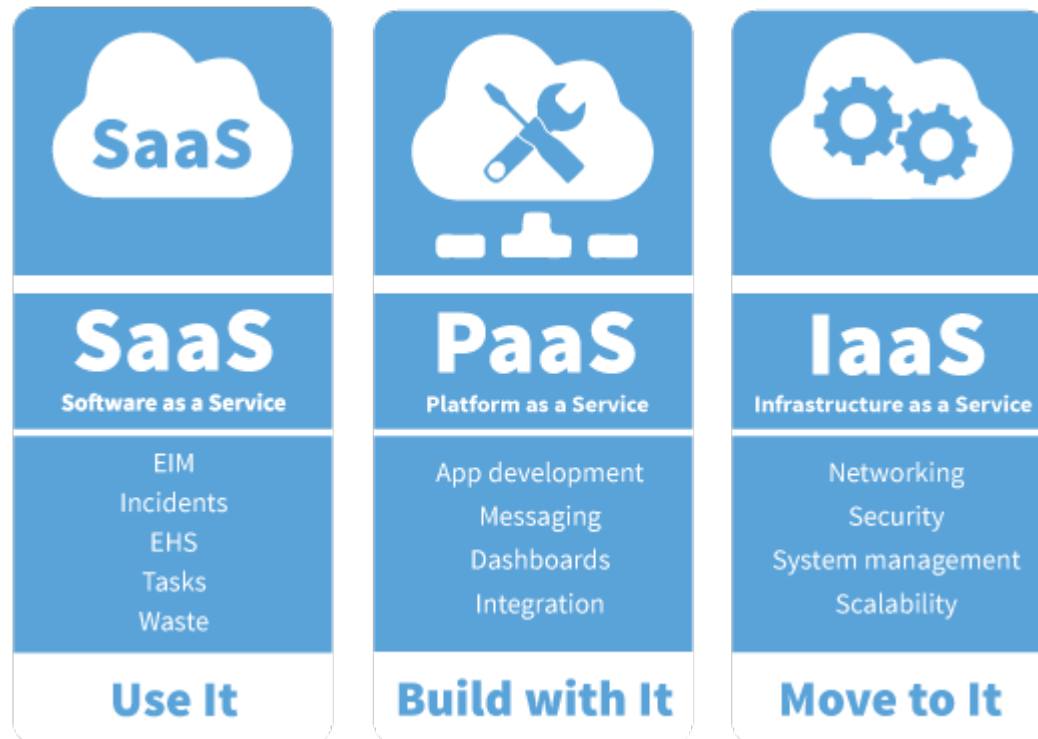 SaaS
SaaS
Software as a Service
EIM
Incidents
EHS
Tasks
Waste
Use It
PaaS
Platform as a Service
App development
Messaging
Dashboards
Integration
Build with It
IaaS
Infrastructure as a Service
Networking
Security
System management
Scalability
Move to It